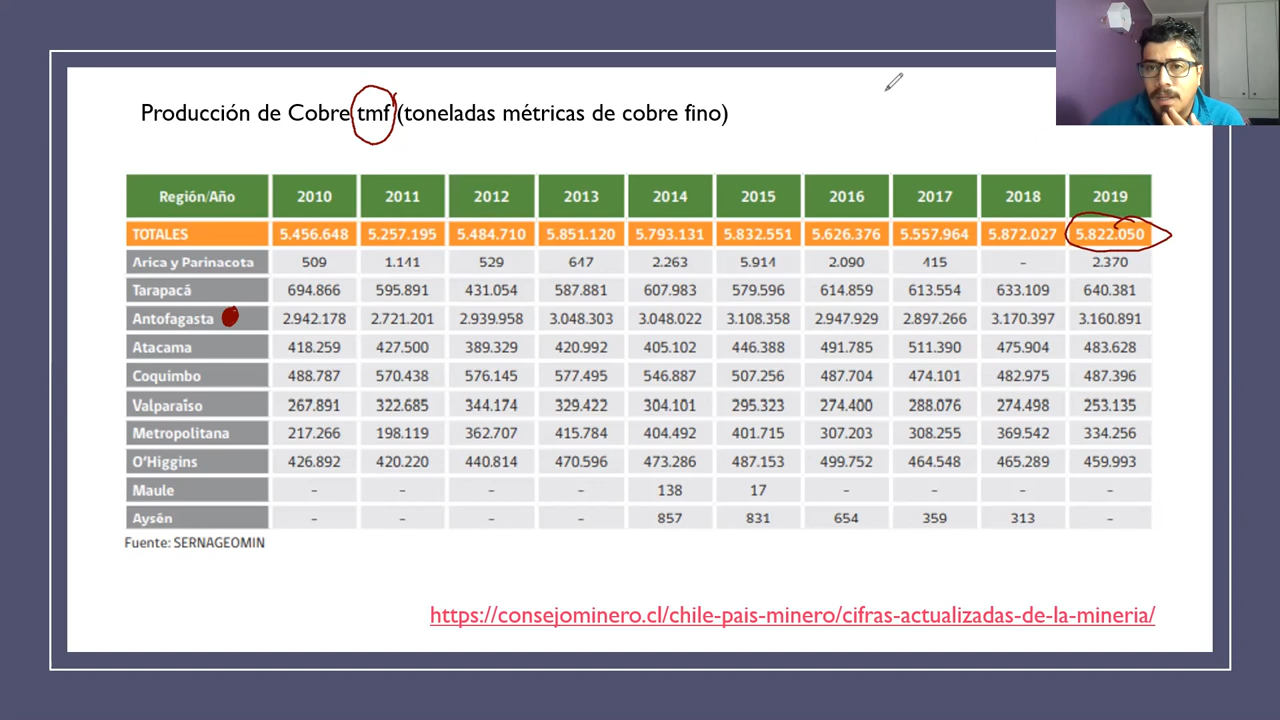 Producción de Cobre tmf (toneladas métricas de cobre fino)
Región/Año 2010 2011 2012 2013 2014 2015 2016 2017 2018 2019
TOTALES 5.456.648 5.257.195 5.484.710 5.851.120 5.793.131 5.832.551 5.626.376 5.557.964 5.872.027 5.822.050
Arica y Parinacota 509 1.141 529 647 2.263 5.914 2.090 415 - 2.370
Tarapacá 694.866 595.891 431.054 587.881 607.983 579.596 614.859 613.554 633.109 640.381
Antofagasta 2.942.178 2.721.201 2.939.958 3.048.303 3.048.022 3.108.358 2.947.929 2.897.266 3.170.397 3.160.891
Atacama 418.259 427.500 389.329 420.992 405.102 446.388 491.785 511.390 475.904 483.628
Coquimbo 488.787 570.438 576.145 577.495 546.887 507.256 487.704 474.101 482.975 487.396
Valparaíso 267.891 322.685 344.174 329.422 304.101 295.323 274.400 288.076 274.498 253.135
Metropolitana 217.266 198.119 362.707 415.784 404.492 401.715 307.203 308.255 369.542 334.256
O'Higgins 426.892 420.220 440.814 470.596 473.286 487.153 499.752 464.548 465.289 459.993
Maule - - - - 138 17 - - - -
Aysén - - - - 857 831 654 359 313 -
Fuente: SERNAGEOMIN
https://consejominero.cl/chile-pais-minero/cifras-actualizadas-de-la-mineria/